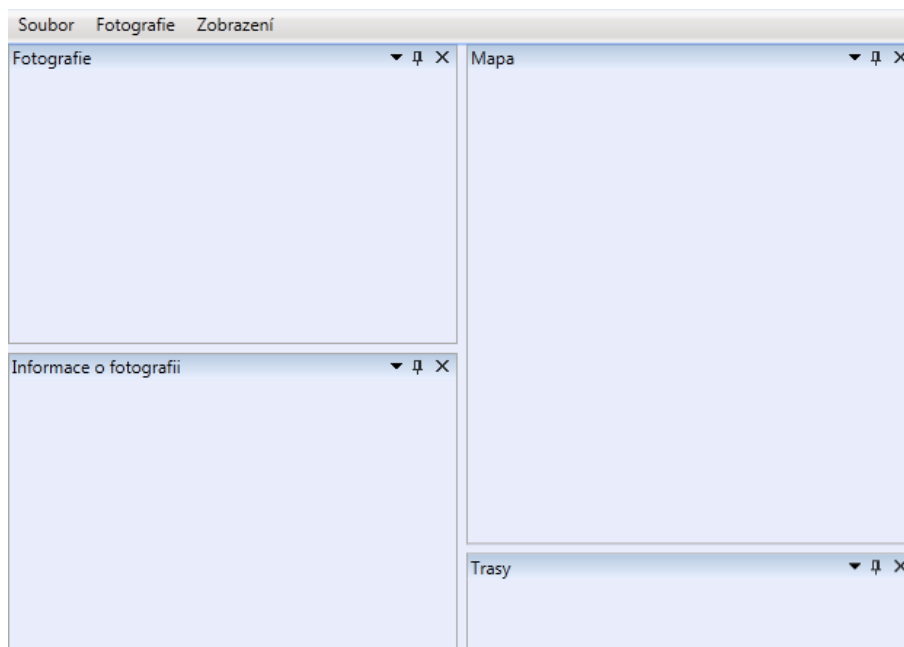 Soubor Fotografie Zobrazení
Fotografie
Mapa
Informace o fotografii
Trasy